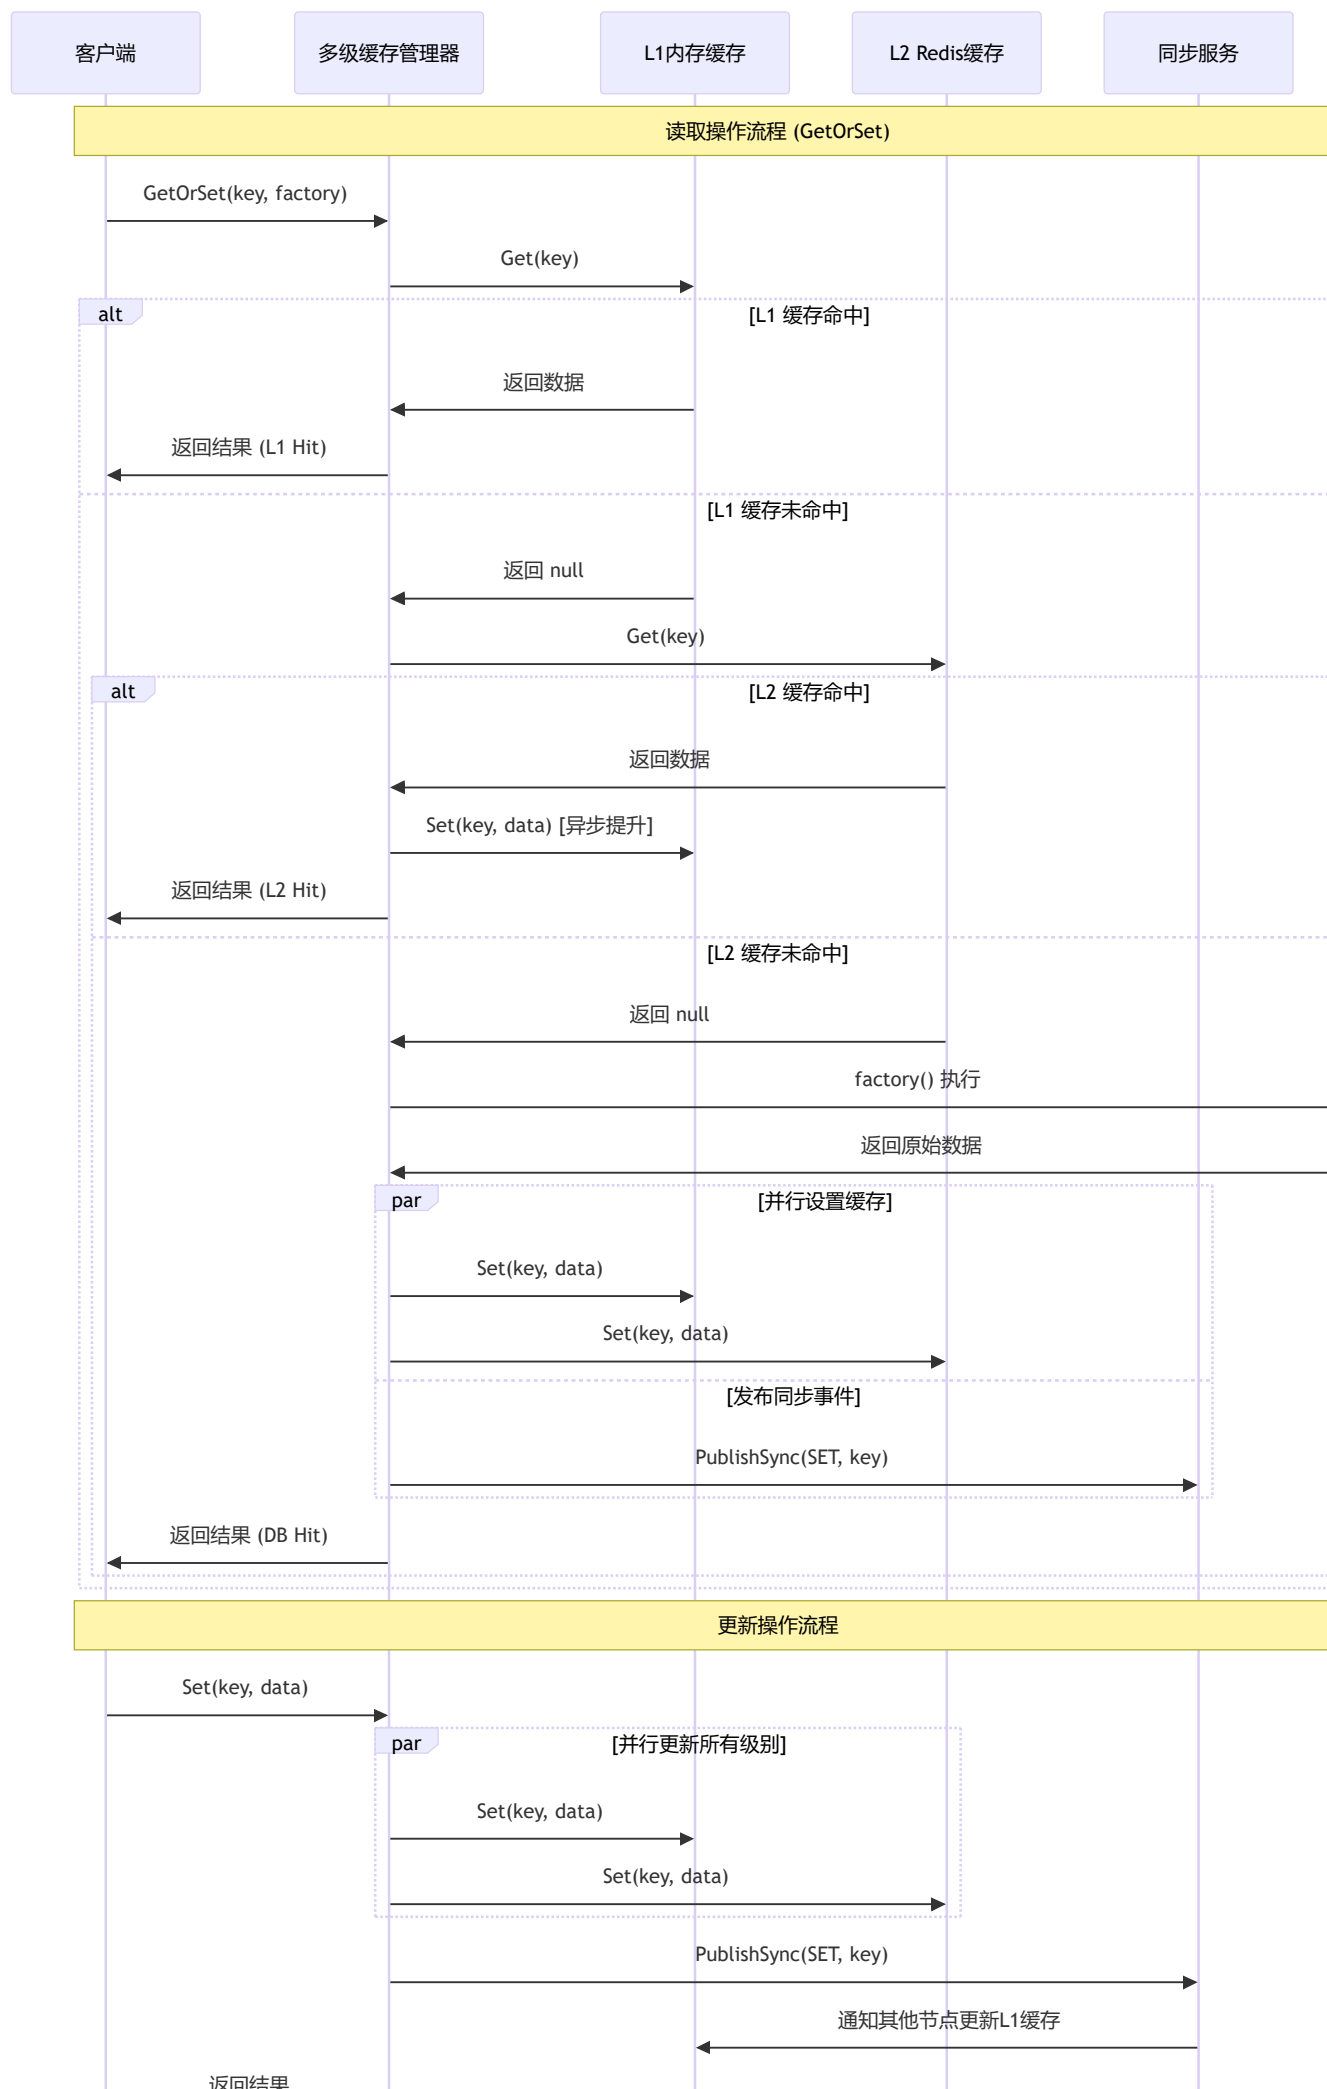 客户端
多级缓存管理器
L1内存缓存
L2 Redis缓存
同步服务
读取操作流程 (GetOrSet)
GetOrSet(key, factory)
Get(key)
alt
[L1 缓存命中]
返回数据
返回结果 (L1 Hit)
[L1 缓存未命中]
返回 null
Get(key)
alt
[L2 缓存命中]
返回数据
Set(key, data) [异步提升]
返回结果 (L2 Hit)
[L2 缓存未命中]
返回 null
factory() 执行
返回原始数据
par
[并行设置缓存]
Set(key, data)
Set(key, data)
[发布同步事件]
PublishSync(SET, key)
返回结果 (DB Hit)
更新操作流程
Set(key, data)
par
[并行更新所有级别]
Set(key, data)
Set(key, data)
PublishSync(SET, key)
通知其他节点更新L1缓存
返回结果